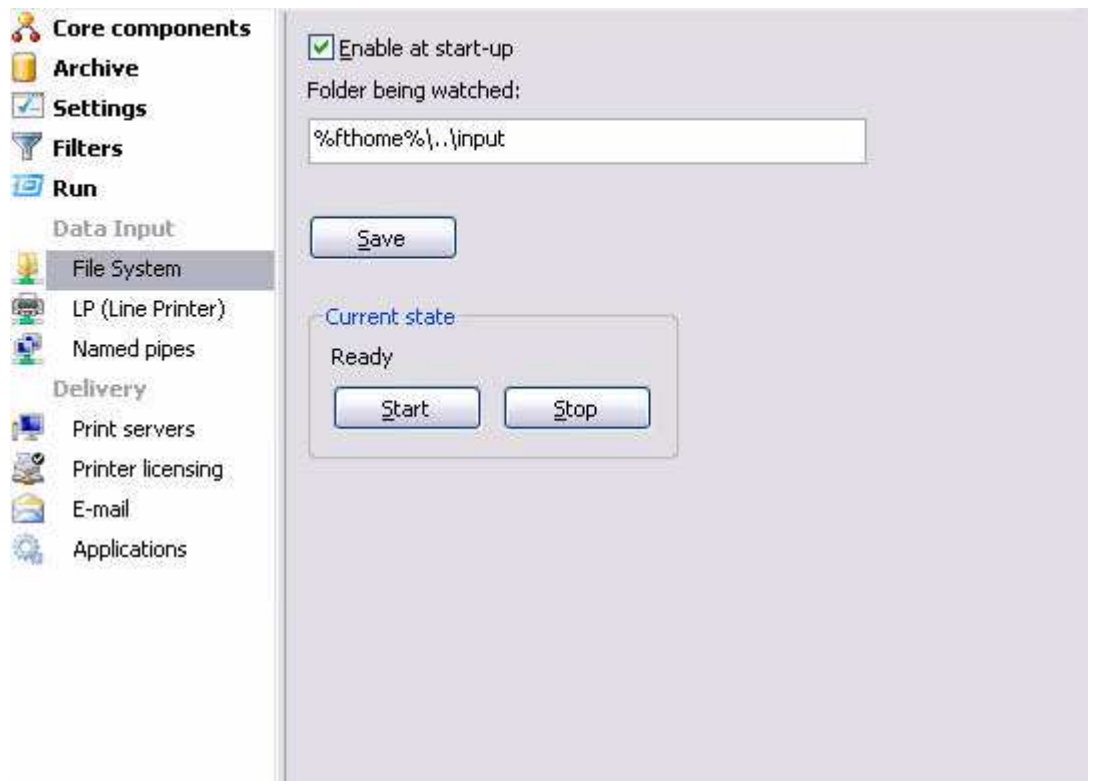 Core components
Archive
Settings
Filters
Run
Data Input
File System
LP (Line Printer)
Named pipes
Delivery
Print servers
Printer licensing
E-mail
Applications
Enable at start-up
Folder being watched:
%fthome%\..\input
Save
Current state
Ready
Start
Stop